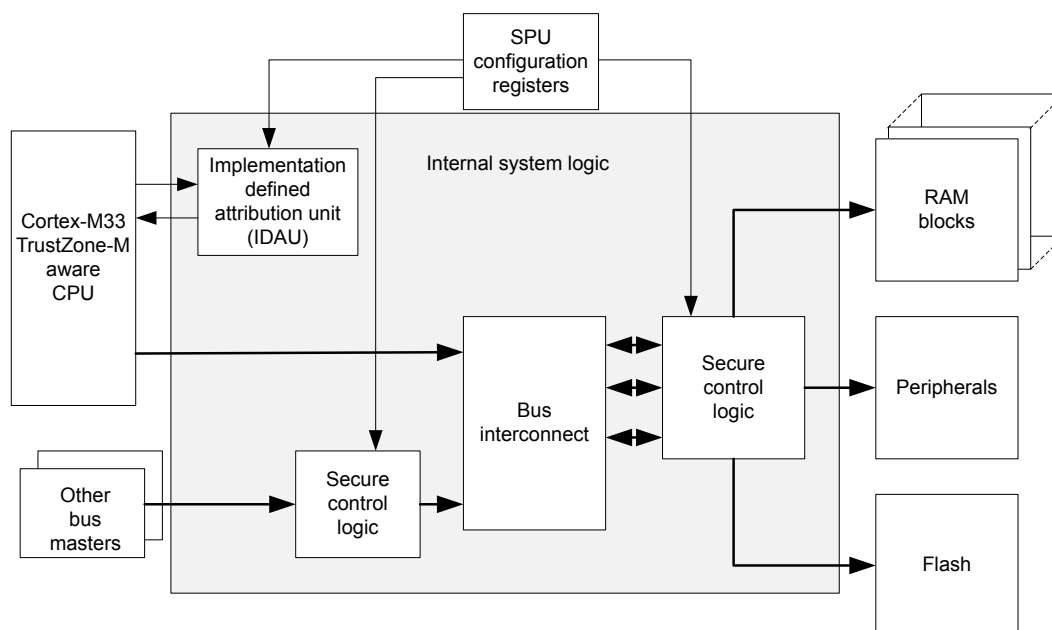 SPU
configuration
registers
Internal system logic
Implementation
defined
attribution unit
(IDAU)
Cortex-M33
TrustZone-M
aware
CPU
RAM
blocks
Bus
interconnect
Secure
control
logic
Peripherals
Secure
control
logic
Other
bus
masters
Flash